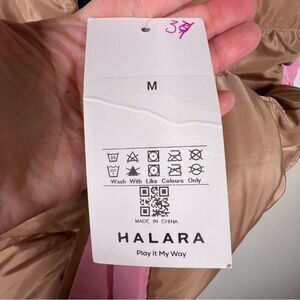 M
Wash With Like Colours Only
MADE IN CHINA
HALARA
Play it My Way